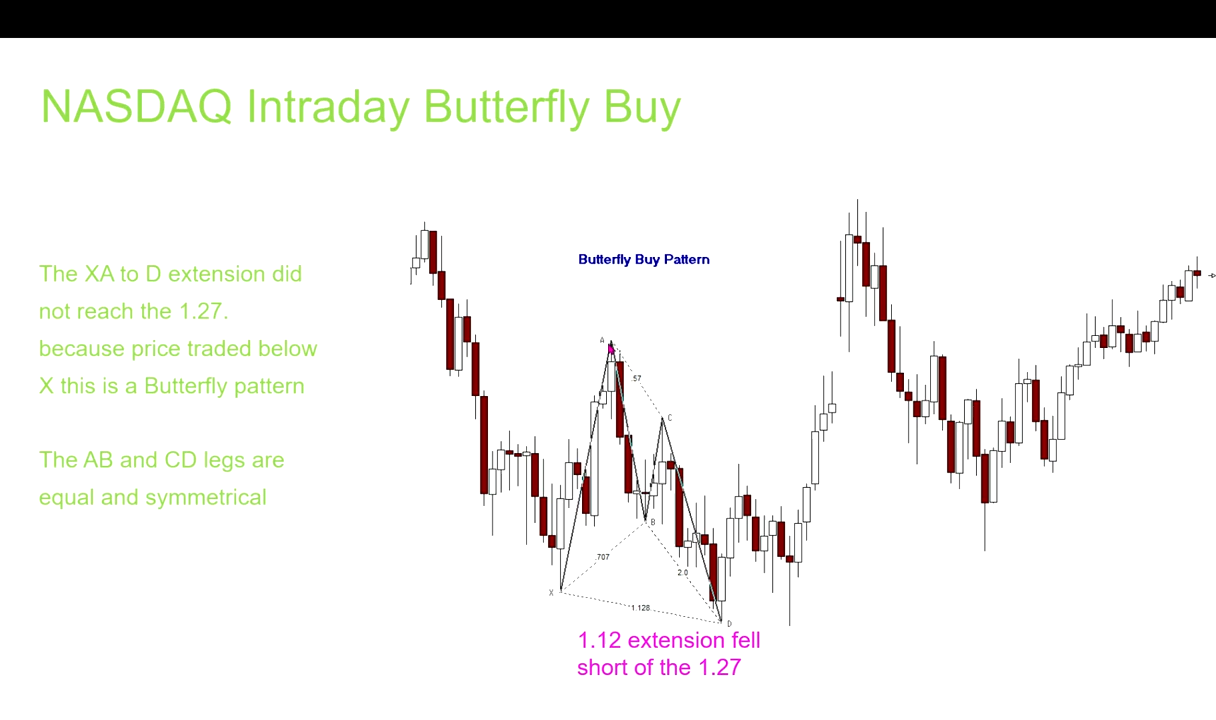 NASDAQ Intraday Butterfly Buy
The XA to D extension did
not reach the 1.27.
because price traded below
X this is a Butterfly pattern
The AB and CD legs are
equal and symmetrical
Butterfly Buy Pattern
A
.57
C
B
.707
2.0
X
1.128
D
1.12 extension fell
short of the 1.27